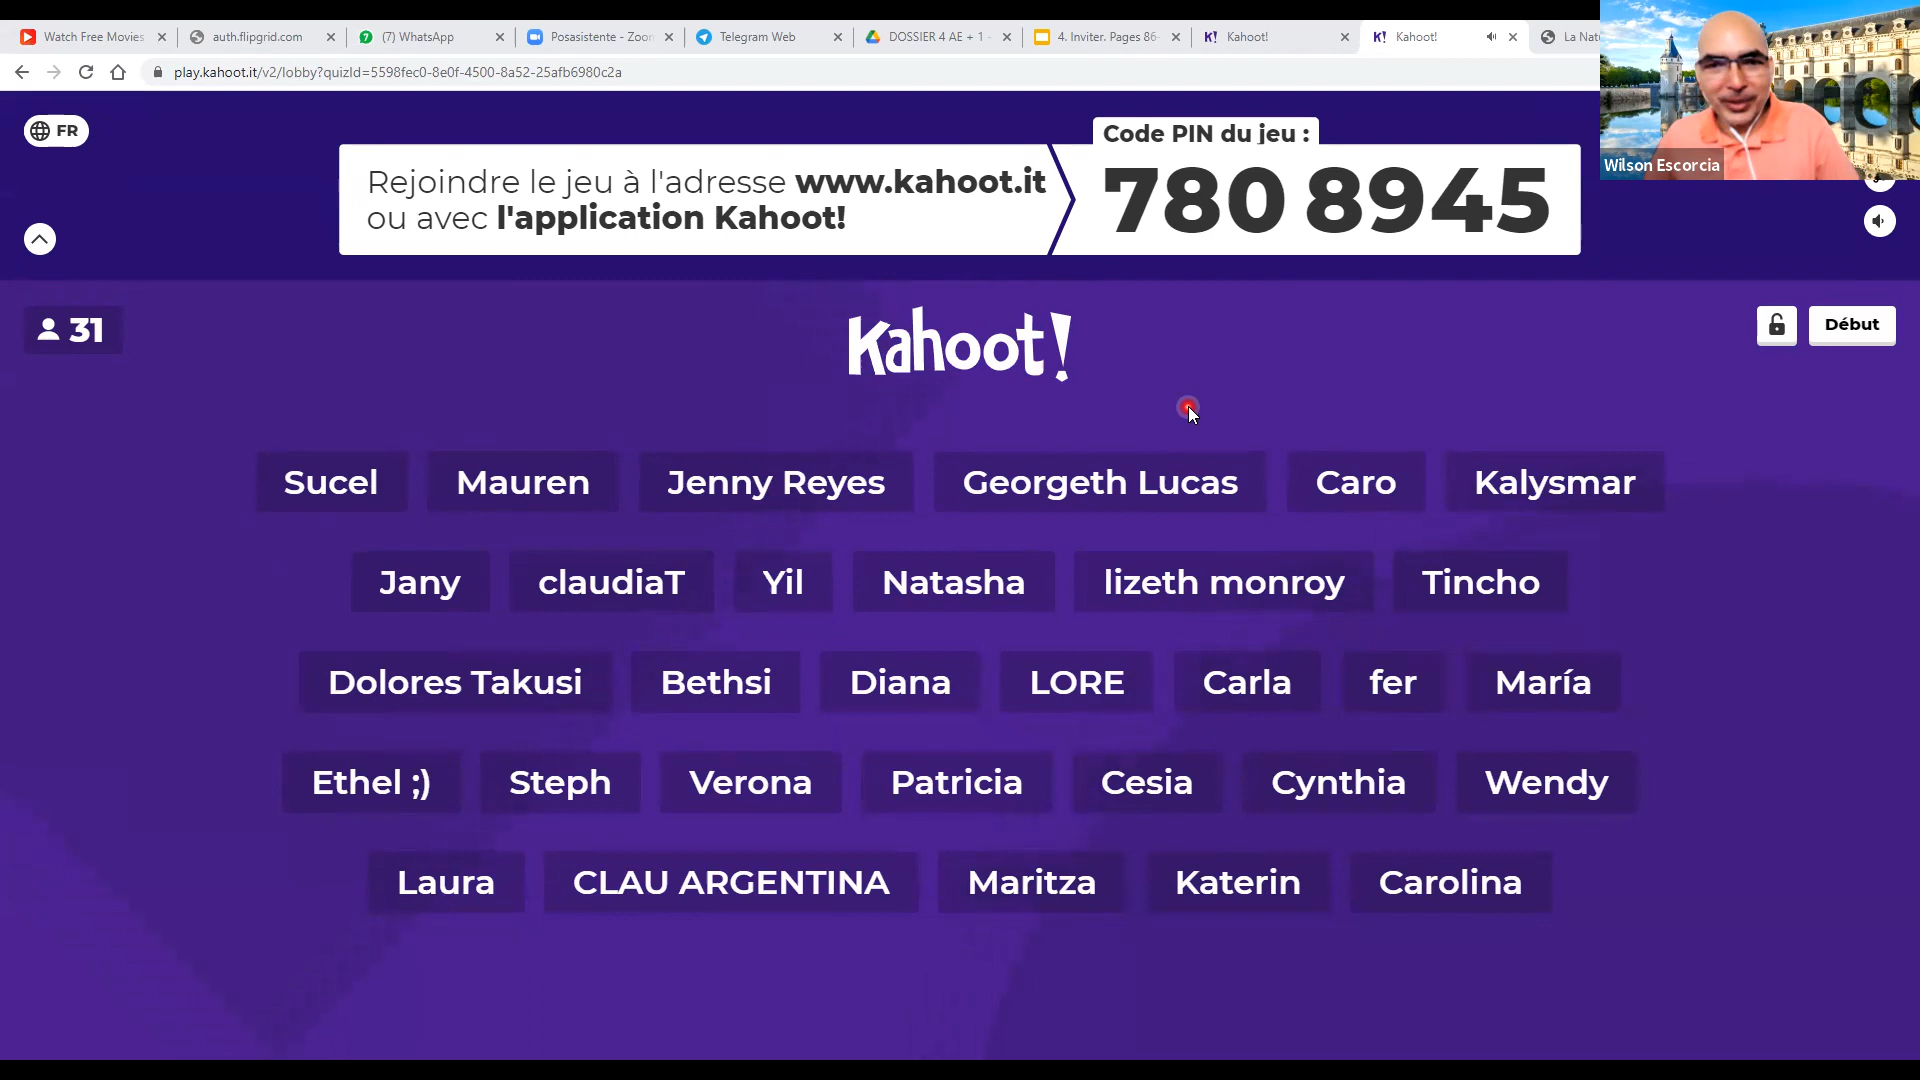 Watch Free Movies
auth.flipgrid.com
(7) WhatsApp
Posasistente - Zoo
Telegram Web
DOSSIER 4 AE + 1 -
4. Inviter. Pages 86-
Kahoot!
Kahoot!
La Nat
play.kahoot.it/v2/lobby?quizId=5598fec0-8e0f-4500-8a52-25afb6980c2a
Wilson Escorcia
FR
Rejoindre le jeu à l'adresse www.kahoot.it
ou avec l'application Kahoot!
Code PIN du jeu :
780 8945
31
Kahoot!
Début
Sucel Mauren Jenny Reyes Georgeth Lucas Caro Kalysmar
Jany claudiaT Yil Natasha lizeth monroy Tincho
Dolores Takusi Bethsi Diana LORE Carla fer María
Ethel ;) Steph Verona Patricia Cesia Cynthia Wendy
Laura CLAU ARGENTINA Maritza Katerin Carolina